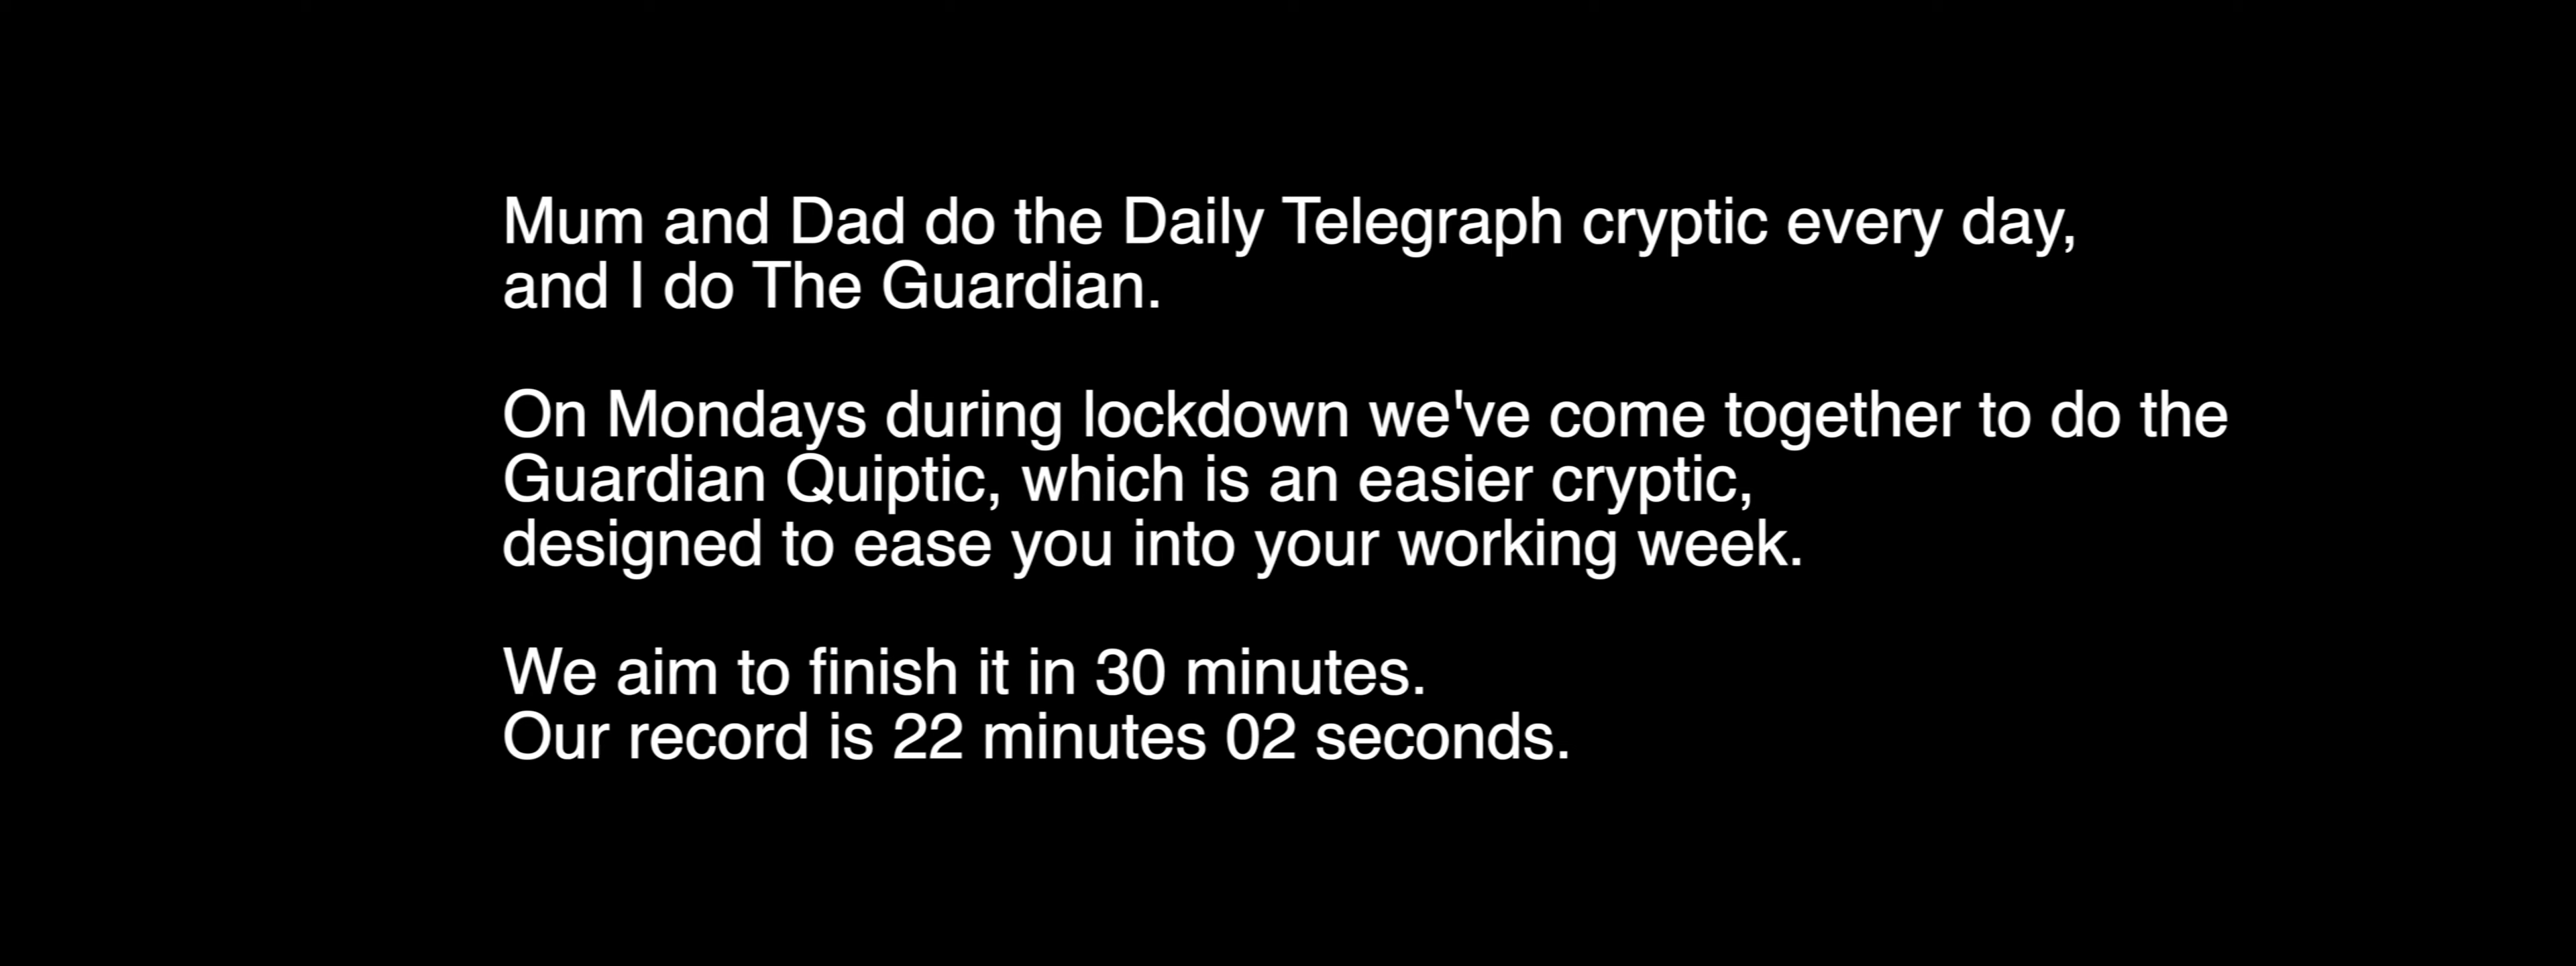 Mum and Dad do the Daily Telegraph cryptic every day,
and I do The Guardian.
On Mondays during lockdown we've come together to do the
Guardian Quiptic, which is an easier cryptic,
designed to ease you into your working week.
We aim to finish it in 30 minutes.
Our record is 22 minutes 02 seconds.